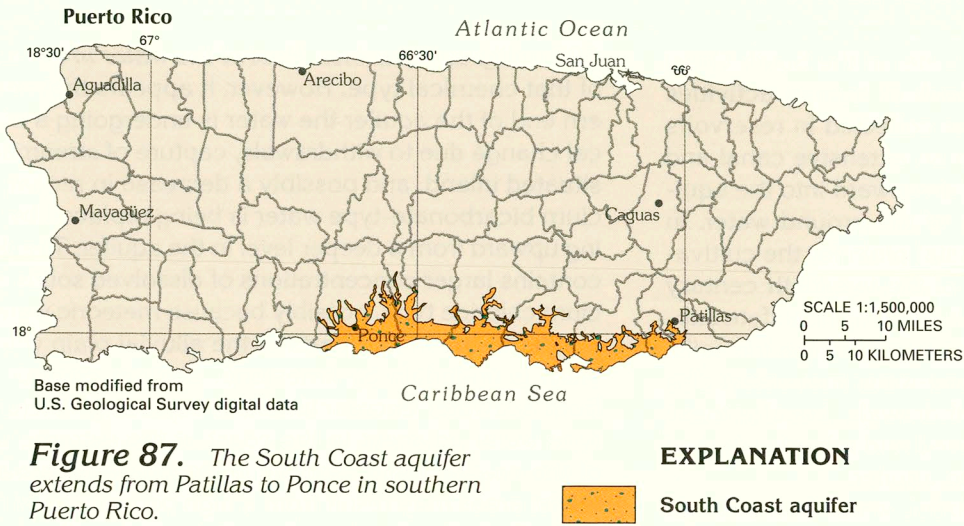 Puerto Rico
Atlantic Ocean
67°
18°30'
66°30'
San Juan
66°
Aguadilla
Arecibo
Mayagüez
Caguas
SCALE 1:1,500,000
0 5 10 MILES
0 5 10 KILOMETERS
18°
Ponce
Patillas
Base modified from
U.S. Geological Survey digital data
Caribbean Sea
Figure 87. The South Coast aquifer
extends from Patillas to Ponce in southern
Puerto Rico.
EXPLANATION
South Coast aquifer